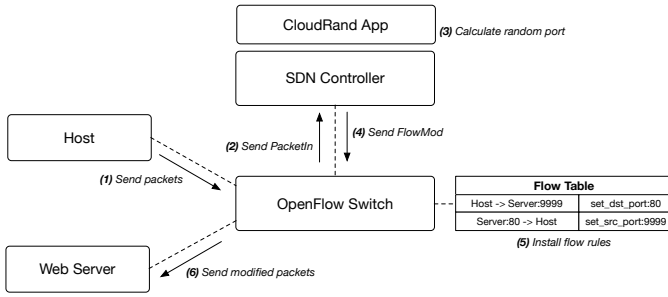 CloudRand App
(3) Calculate random port
SDN Controller
(2) Send PacketIn
(4) Send FlowMod
Host
(1) Send packets
OpenFlow Switch
Flow Table
Host -> Server:9999 set_dst_port:80
Server:80 -> Host set_src_port:9999
(5) Install flow rules
Web Server
(6) Send modified packets